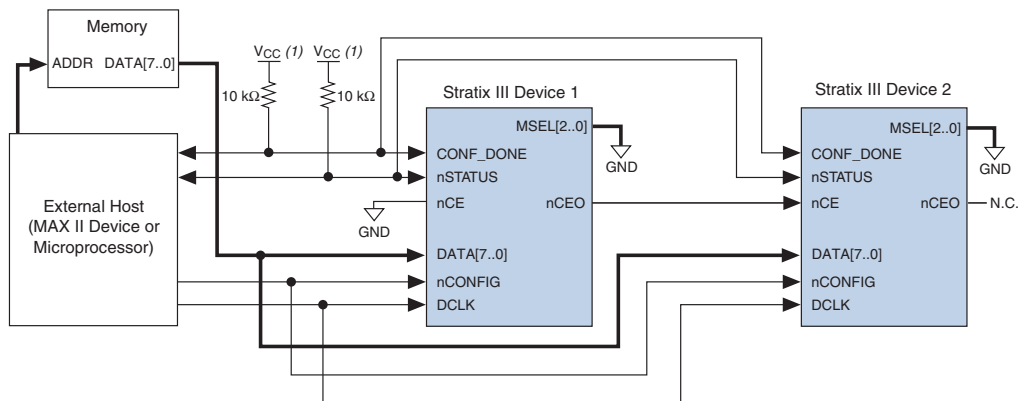 Memory
ADDR DATA[7..0]
VCC (1) VCC (1)
10 kΩ 10 kΩ
External Host
(MAX II Device or
Microprocessor)
Stratix III Device 1
MSEL[2..0]
CONF_DONE
nSTATUS
nCE nCEO
DATA[7..0]
nCONFIG
DCLK
GND
GND
Stratix III Device 2
MSEL[2..0]
CONF_DONE
nSTATUS
nCE nCEO N.C.
DATA[7..0]
nCONFIG
DCLK
GND